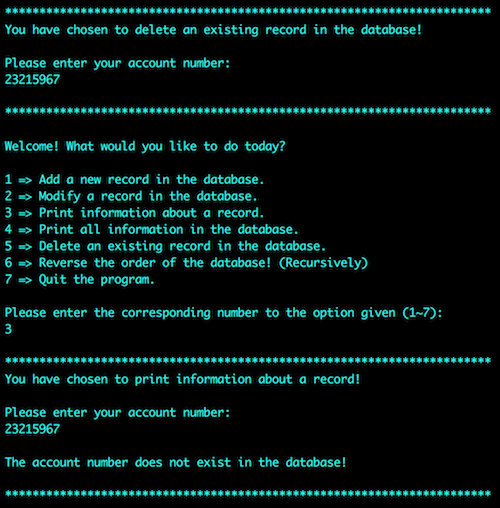 ***********************************************************************
You have chosen to delete an existing record in the database!
Please enter your account number:
23215967
***********************************************************************
Welcome! What would you like to do today?
1 => Add a new record in the database.
2 => Modify a record in the database.
3 => Print information about a record.
4 => Print all information in the database.
5 => Delete an existing record in the database.
6 => Reverse the order of the database! (Recursively)
7 => Quit the program.
Please enter the corresponding number to the option given (1~7):
3
***********************************************************************
You have chosen to print information about a record!
Please enter your account number:
23215967
The account number does not exist in the database!
***********************************************************************